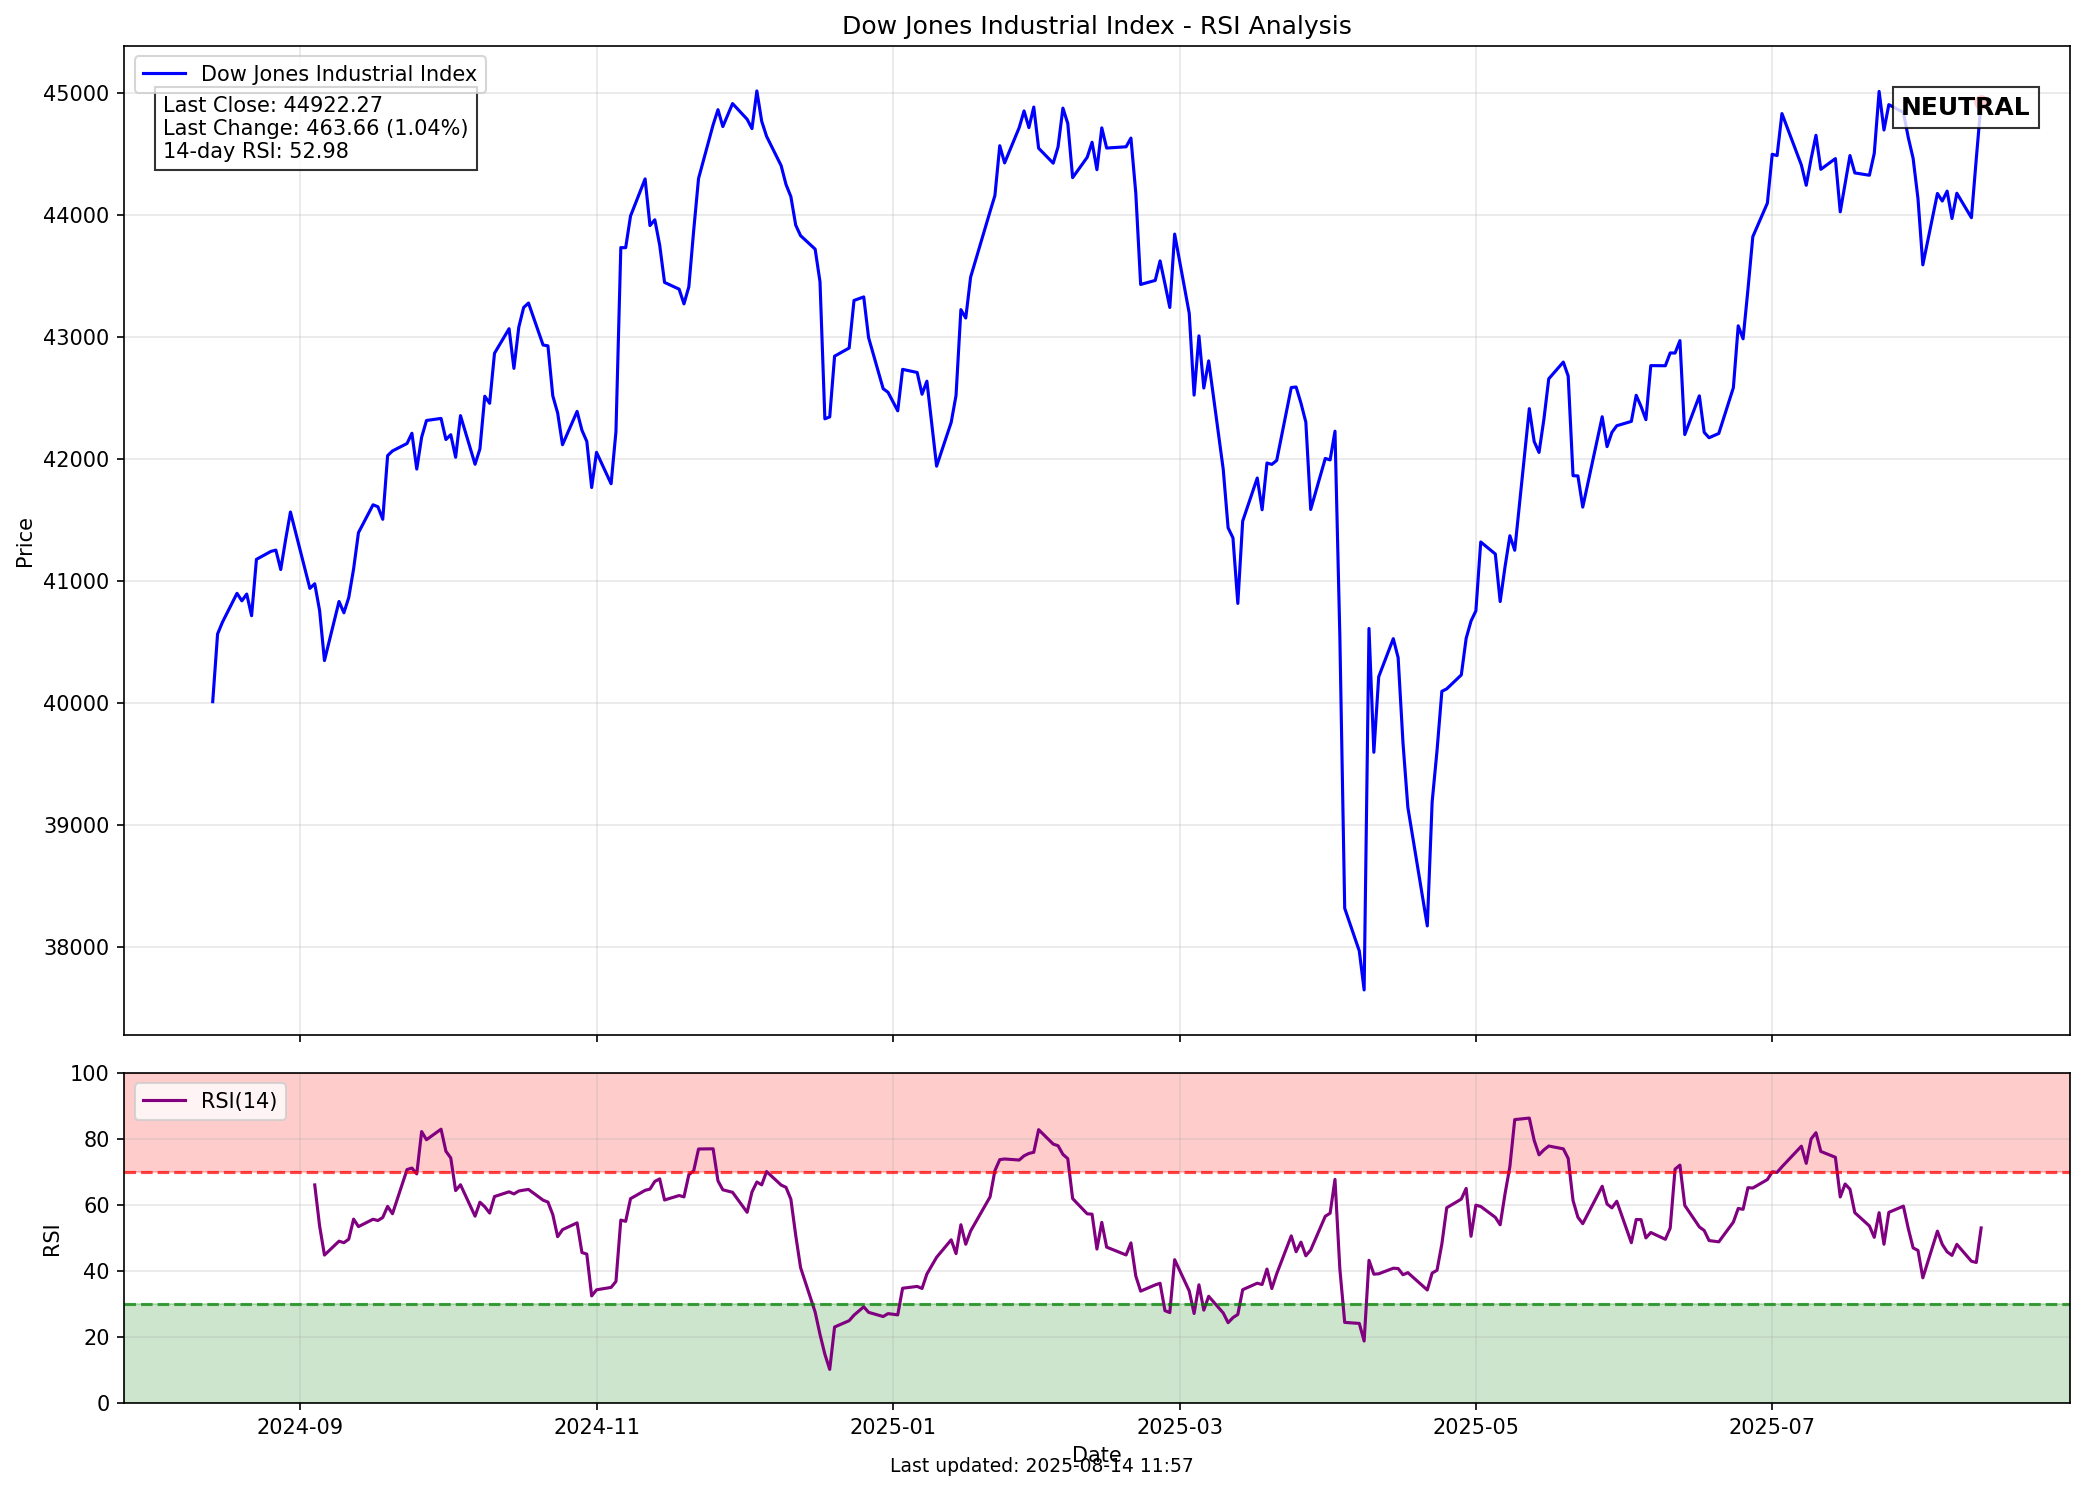 Dow Jones Industrial Index - RSI Analysis
Dow Jones Industrial Index
Last Close: 44922.27
Last Change: 463.66 (1.04%)
14-day RSI: 52.98
NEUTRAL
45000
44000
43000
42000
41000
40000
39000
38000
Price
RSI(14)
100
80
60
40
20
0
RSI
2024-09
2024-11
2025-01
2025-03
2025-05
2025-07
Date
Last updated: 2025-08-14 11:57